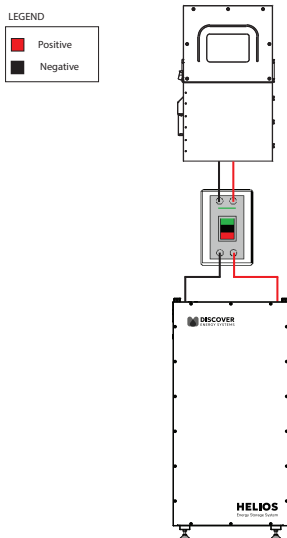 LEGEND
Positive
Negative
DISCOVER
ENERGY SYSTEMS
HELIOS
Energy Storage System